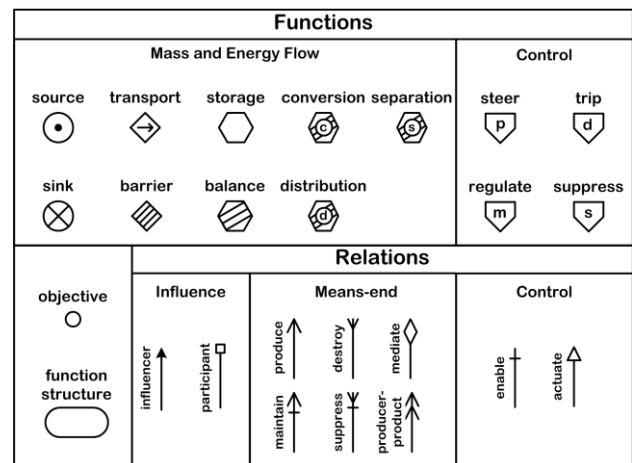 Functions
Mass and Energy Flow
Control
source
transport
storage
conversion
separation
c
s
sink
barrier
balance
distribution
d
steer
trip
p
d
regulate
suppress
m
s
objective
function
structure
Relations
Influence
Means-end
Control
influencer
participant
produce
destroy
mediate
maintain
suppress
producer-
product
enable
actuate